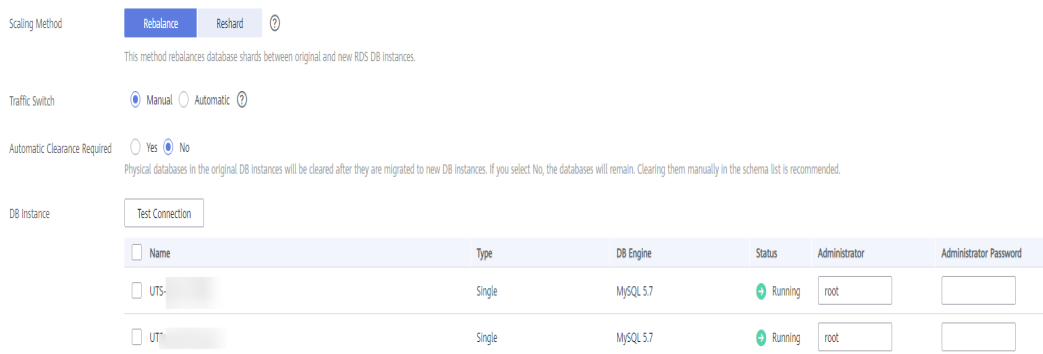 Scaling Method Rebalance Reshard ?
This method rebalances database shards between original and new RDS DB instances.
Traffic Switch Manual Automatic ?
Automatic Clearance Required Yes No
Physical databases in the original DB instances will be cleared after they are migrated to new DB instances. If you select No, the databases will remain. Clearing them manually in the schema list is recommended.
DB Instance Test Connection
Name Type DB Engine Status Administrator Administrator Password
UTS- Single MySQL 5.7 Running root
Single MySQL 5.7 Running root